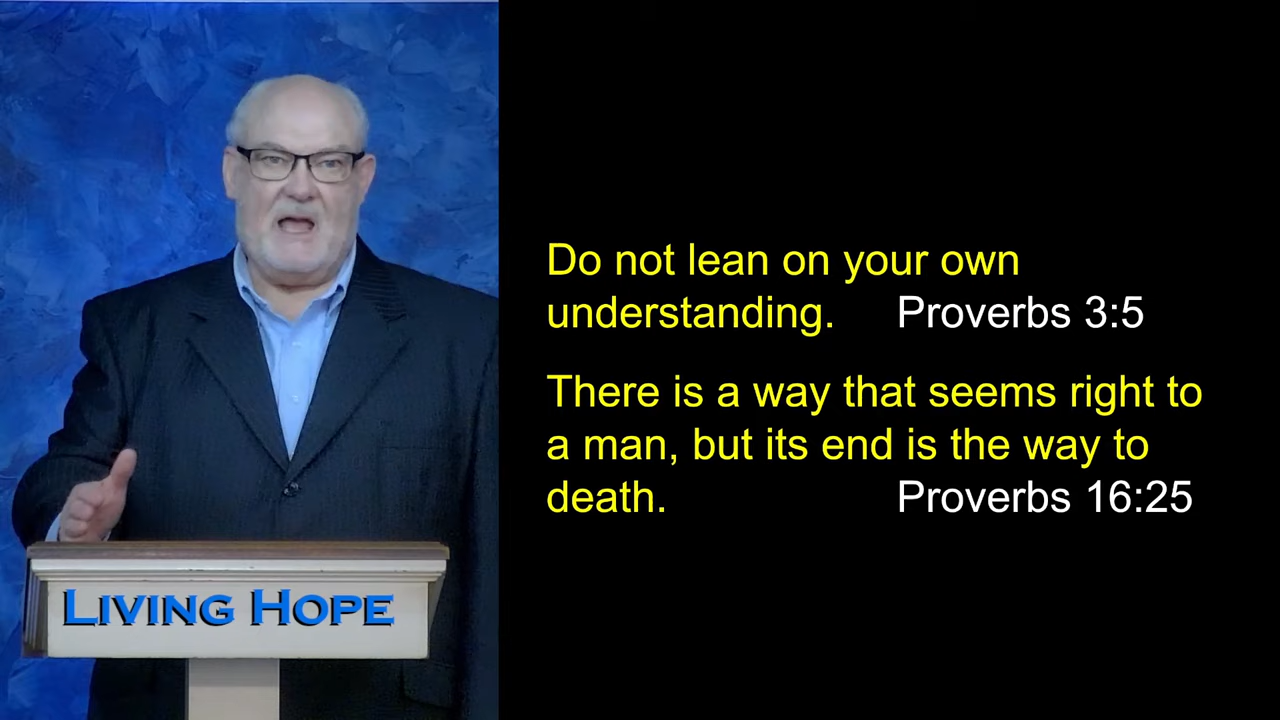 Do not lean on your own
understanding. Proverbs 3:5
There is a way that seems right to
a man, but its end is the way to
death. Proverbs 16:25
LIVING HOPE